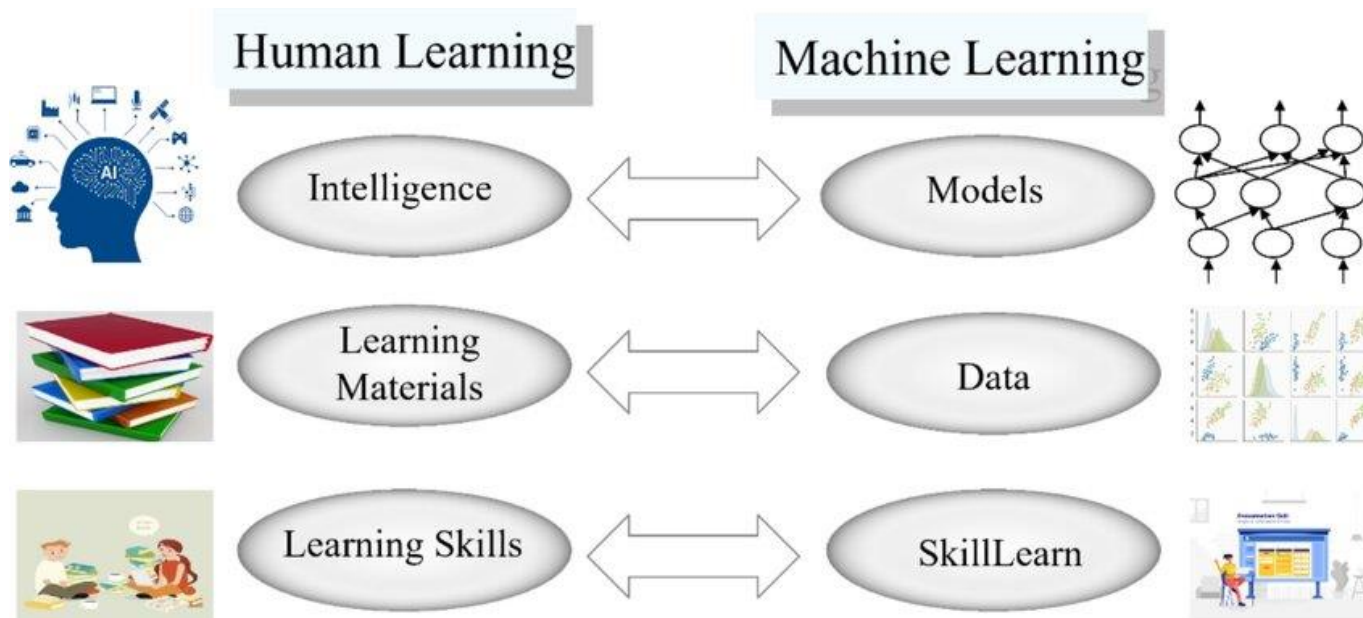 Human Learning
Machine Learning
AI
Intelligence
Models
Learning
Materials
Data
Learning Skills
SkillLearn